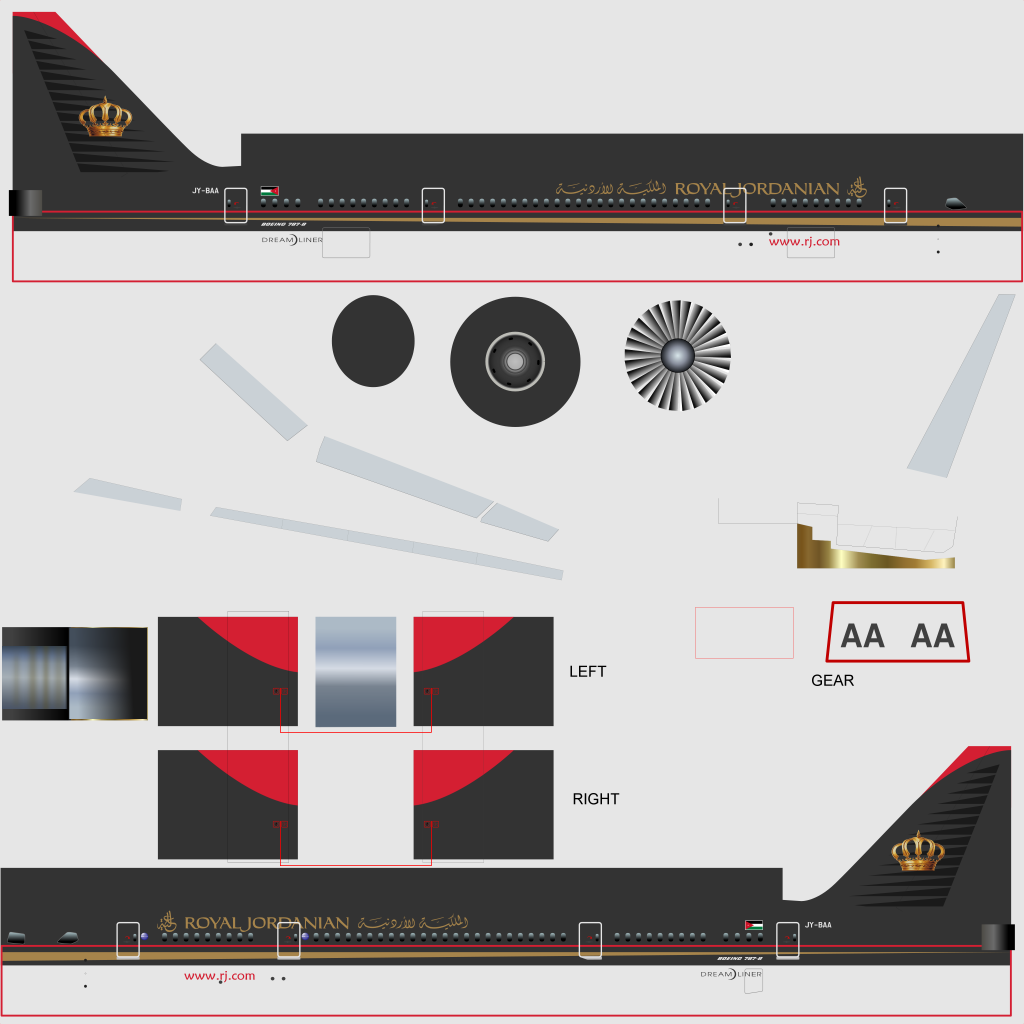 الملكية الأردنية ROYAL JORDANIAN
JY-BAA
BOEING 787-8
DREAMLINER
www.rj.com
LEFT
AA AA
GEAR
RIGHT
ROYAL JORDANIAN الملكية الأردنية
JY-BAA
BOEING 787-8
www.rj.com
DREAMLINER